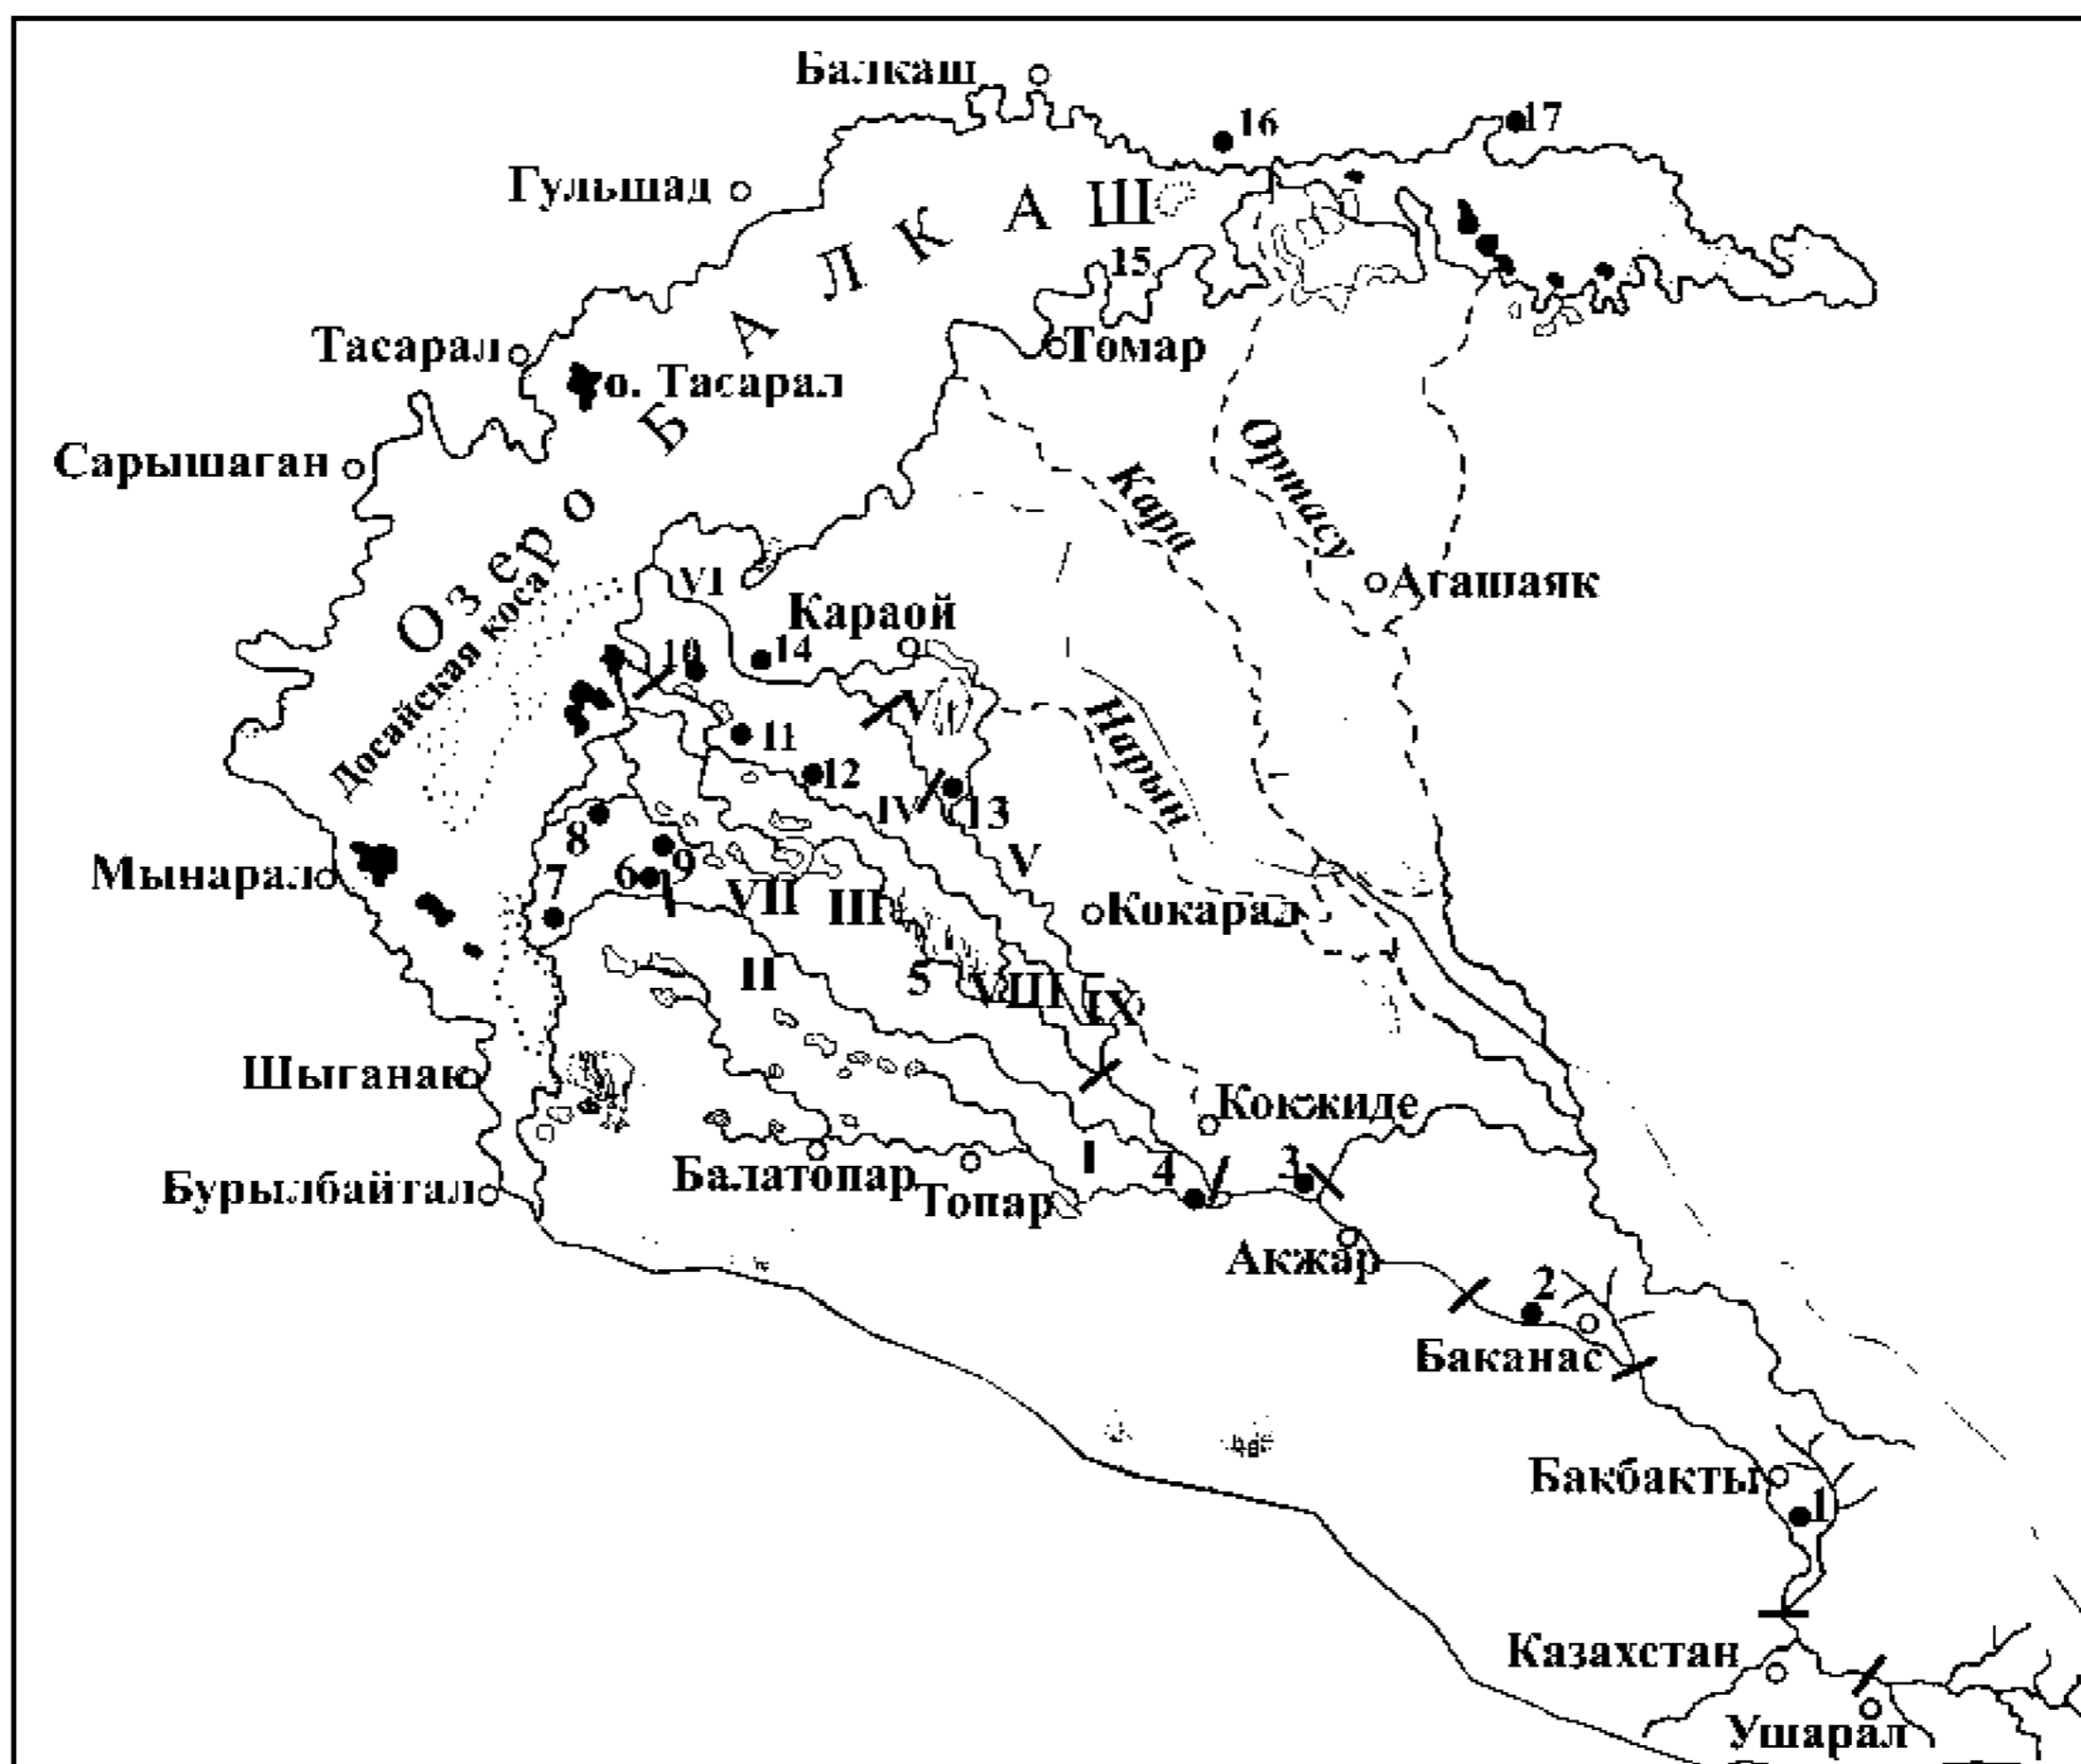 Балкаш
16
17
Гульшад
БАЛКАШ
15
Тасарал
о. Тасарал
Томар
Сарышаган
Озеро
Кара
Ортасу
Досайская коса
VI
Караой
Агашаяк
10
14
V
11
Нарын
12
IV
13
8
Мынарал
6
9
7
V
VII
III
Кокарал
II
5
VIII
IX
Шыганак
Кокжиде
I
4
3
Балатопар
Топар
Бурылбайтал
Акжар
2
Баканас
Бакбакты
1
Казахстан
Ушарал